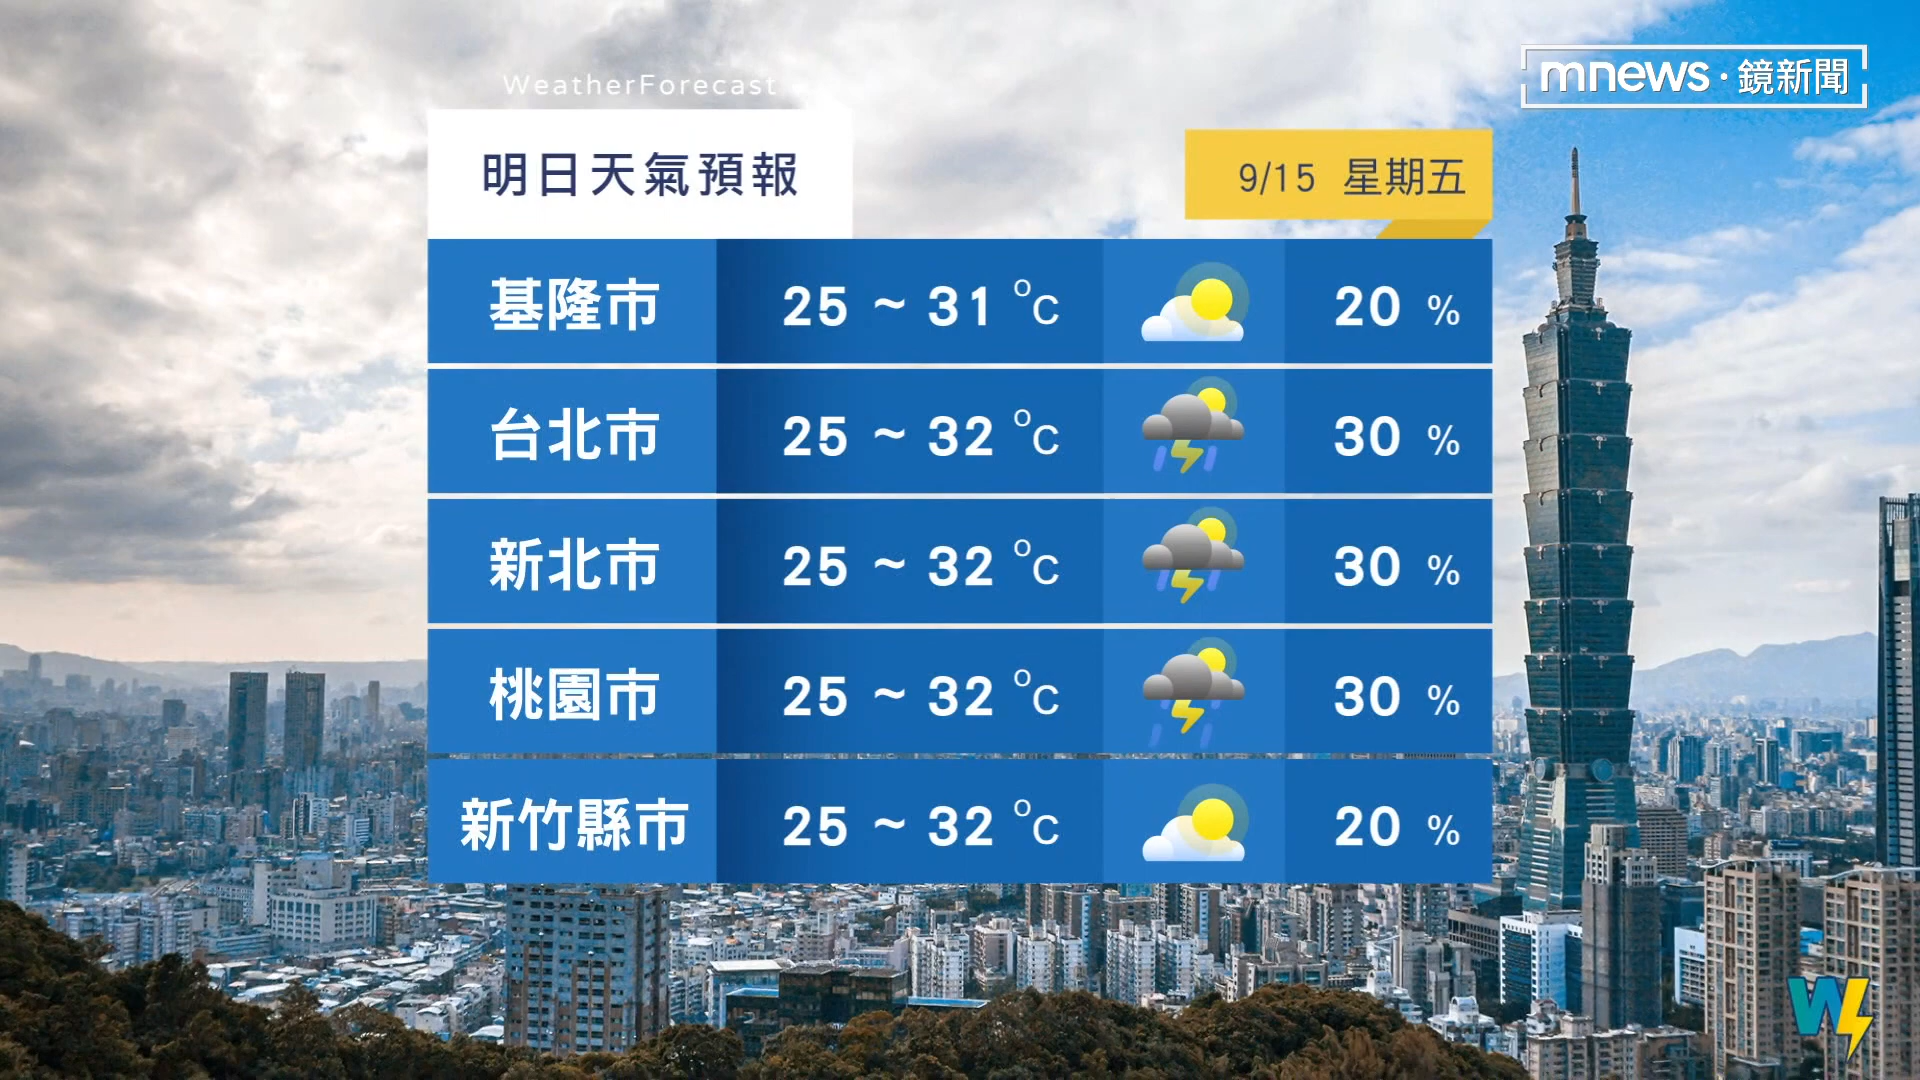 WeatherForecast
mnews·鏡新聞
明日天氣預報
9/15 星期五
基隆市 25 ~ 31 °C 20 %
台北市 25 ~ 32 °C 30 %
新北市 25 ~ 32 °C 30 %
桃園市 25 ~ 32 °C 30 %
新竹縣市 25 ~ 32 °C 20 %
W